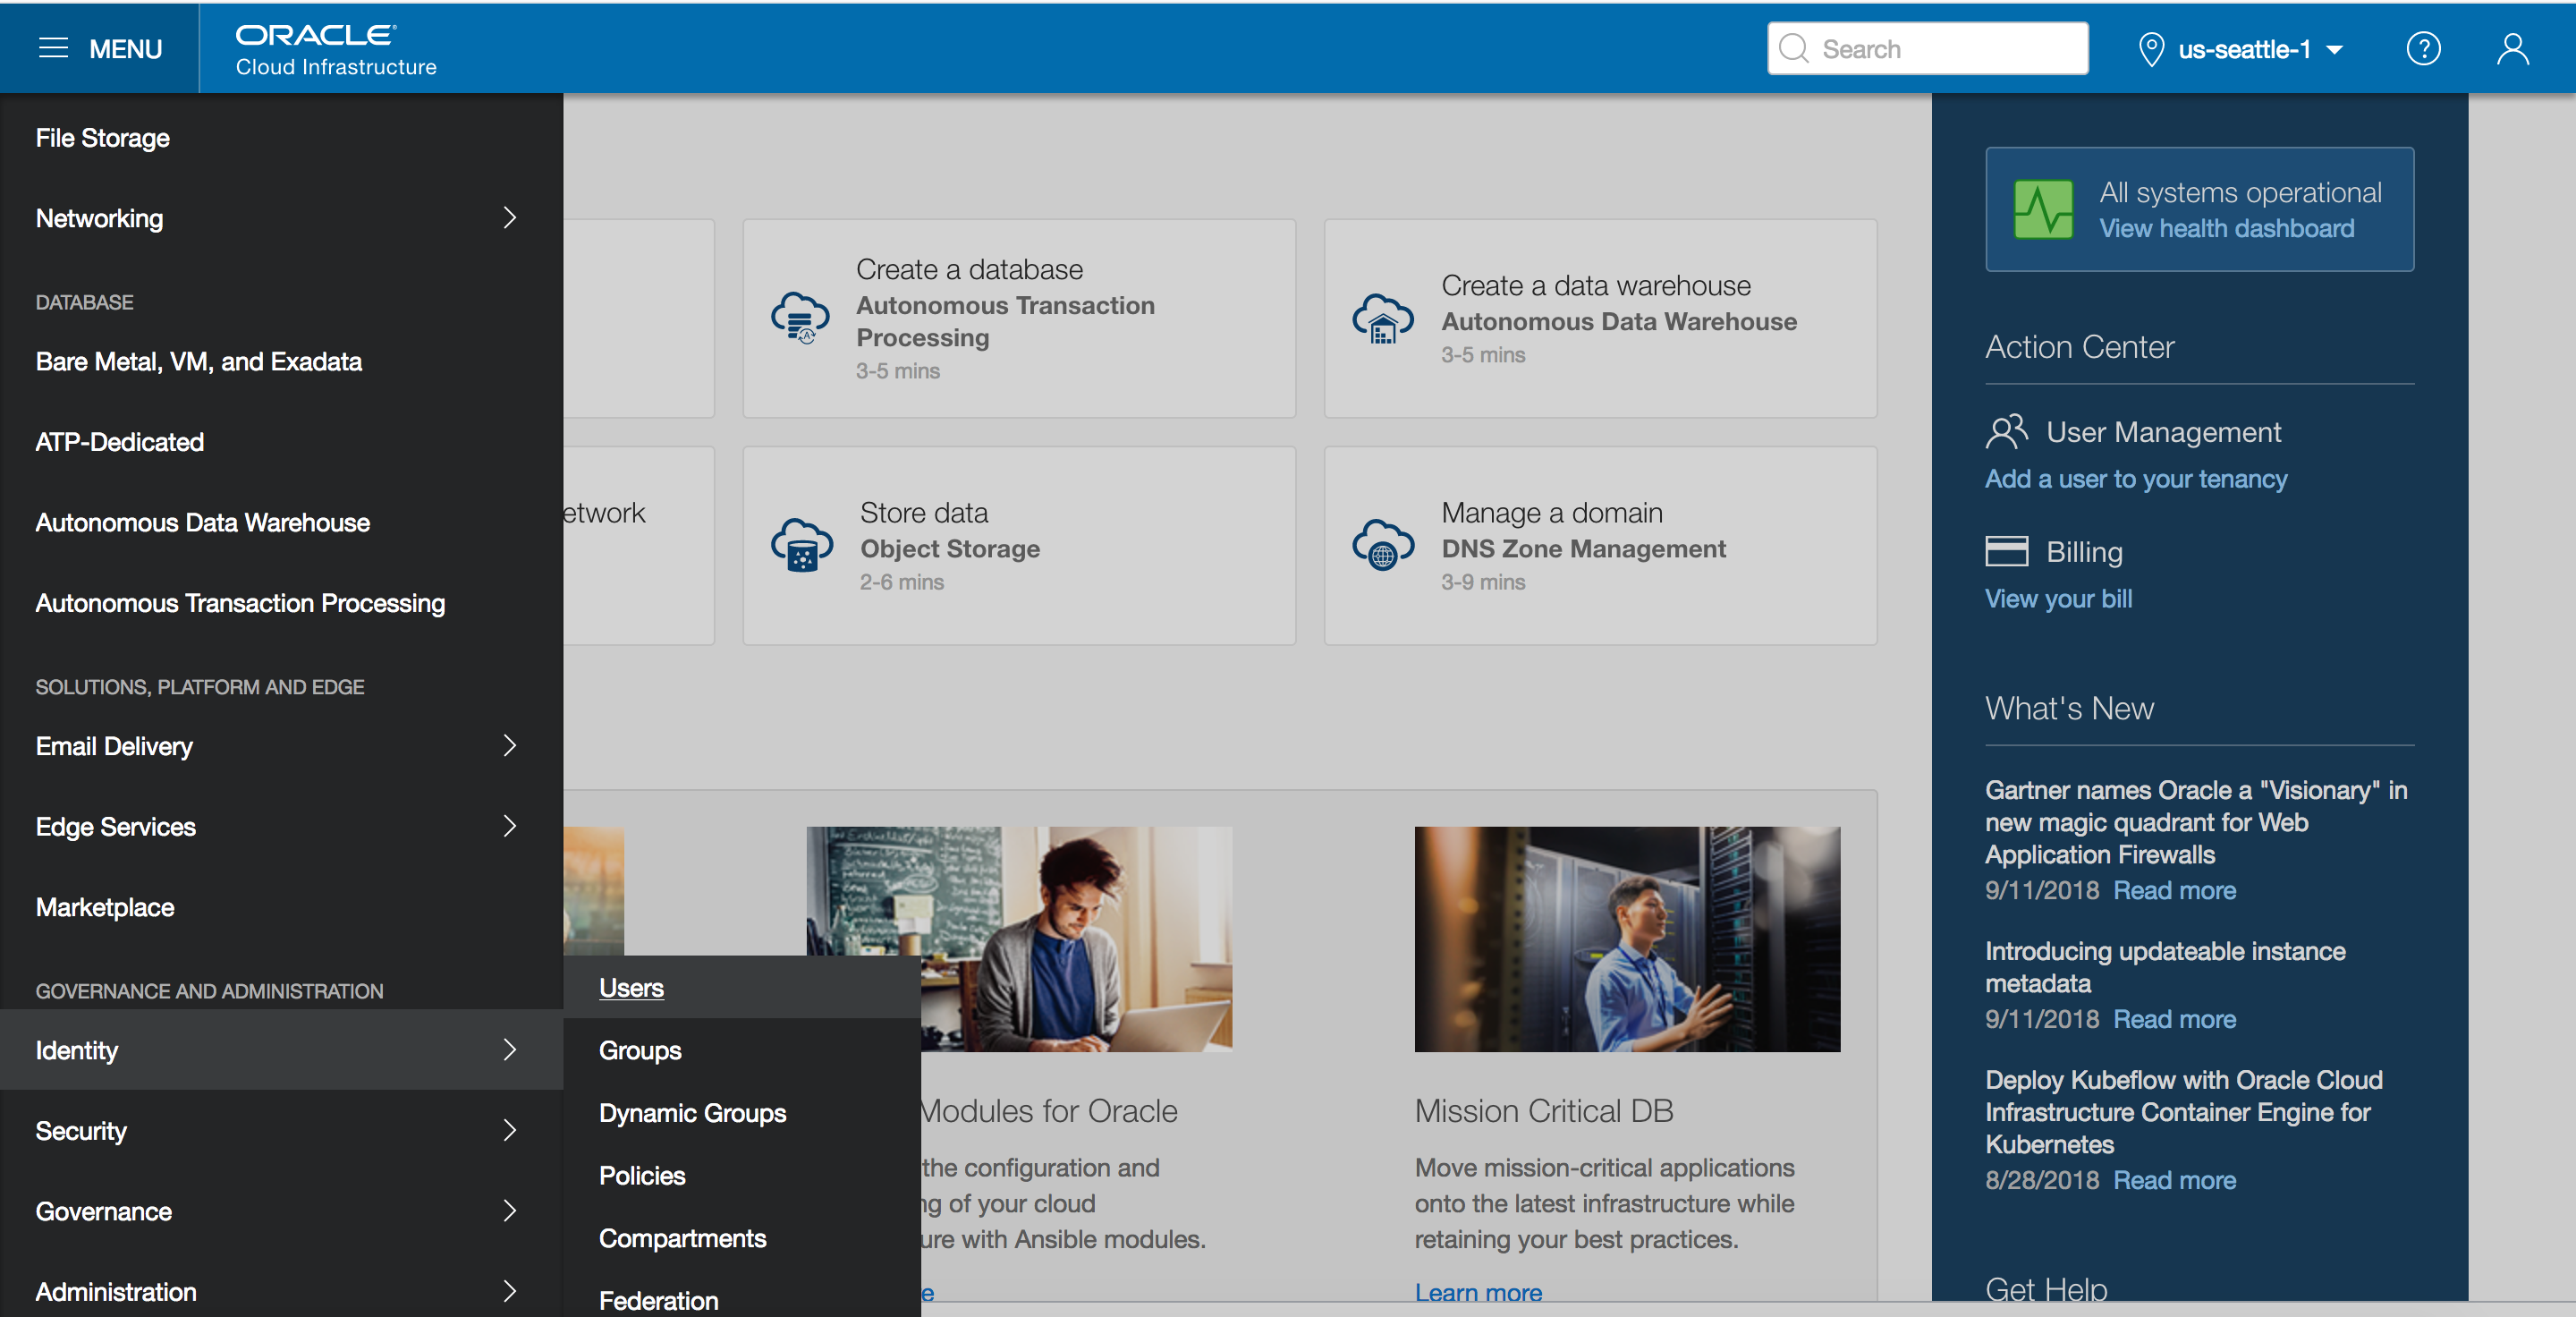 MENU
ORACLE
Cloud Infrastructure
Search
us-seattle-1
File Storage
Networking
DATABASE
Bare Metal, VM, and Exadata
ATP-Dedicated
Autonomous Data Warehouse
Autonomous Transaction Processing
SOLUTIONS, PLATFORM AND EDGE
Email Delivery
Edge Services
Marketplace
GOVERNANCE AND ADMINISTRATION
Identity
Security
Governance
Administration
Users
Groups
Dynamic Groups
Policies
Compartments
Federation
Create a database
Autonomous Transaction
Processing
3-5 mins
Create a data warehouse
Autonomous Data Warehouse
3-5 mins
etwork
Store data
Object Storage
2-6 mins
Manage a domain
DNS Zone Management
3-9 mins
Modules for Oracle
the configuration and
ng of your cloud
ure with Ansible modules.
e
Mission Critical DB
Move mission-critical applications
onto the latest infrastructure while
retaining your best practices.
Learn more
All systems operational
View health dashboard
Action Center
User Management
Add a user to your tenancy
Billing
View your bill
What's New
Gartner names Oracle a "Visionary" in
new magic quadrant for Web
Application Firewalls
9/11/2018 Read more
Introducing updateable instance
metadata
9/11/2018 Read more
Deploy Kubeflow with Oracle Cloud
Infrastructure Container Engine for
Kubernetes
8/28/2018 Read more
Get Help